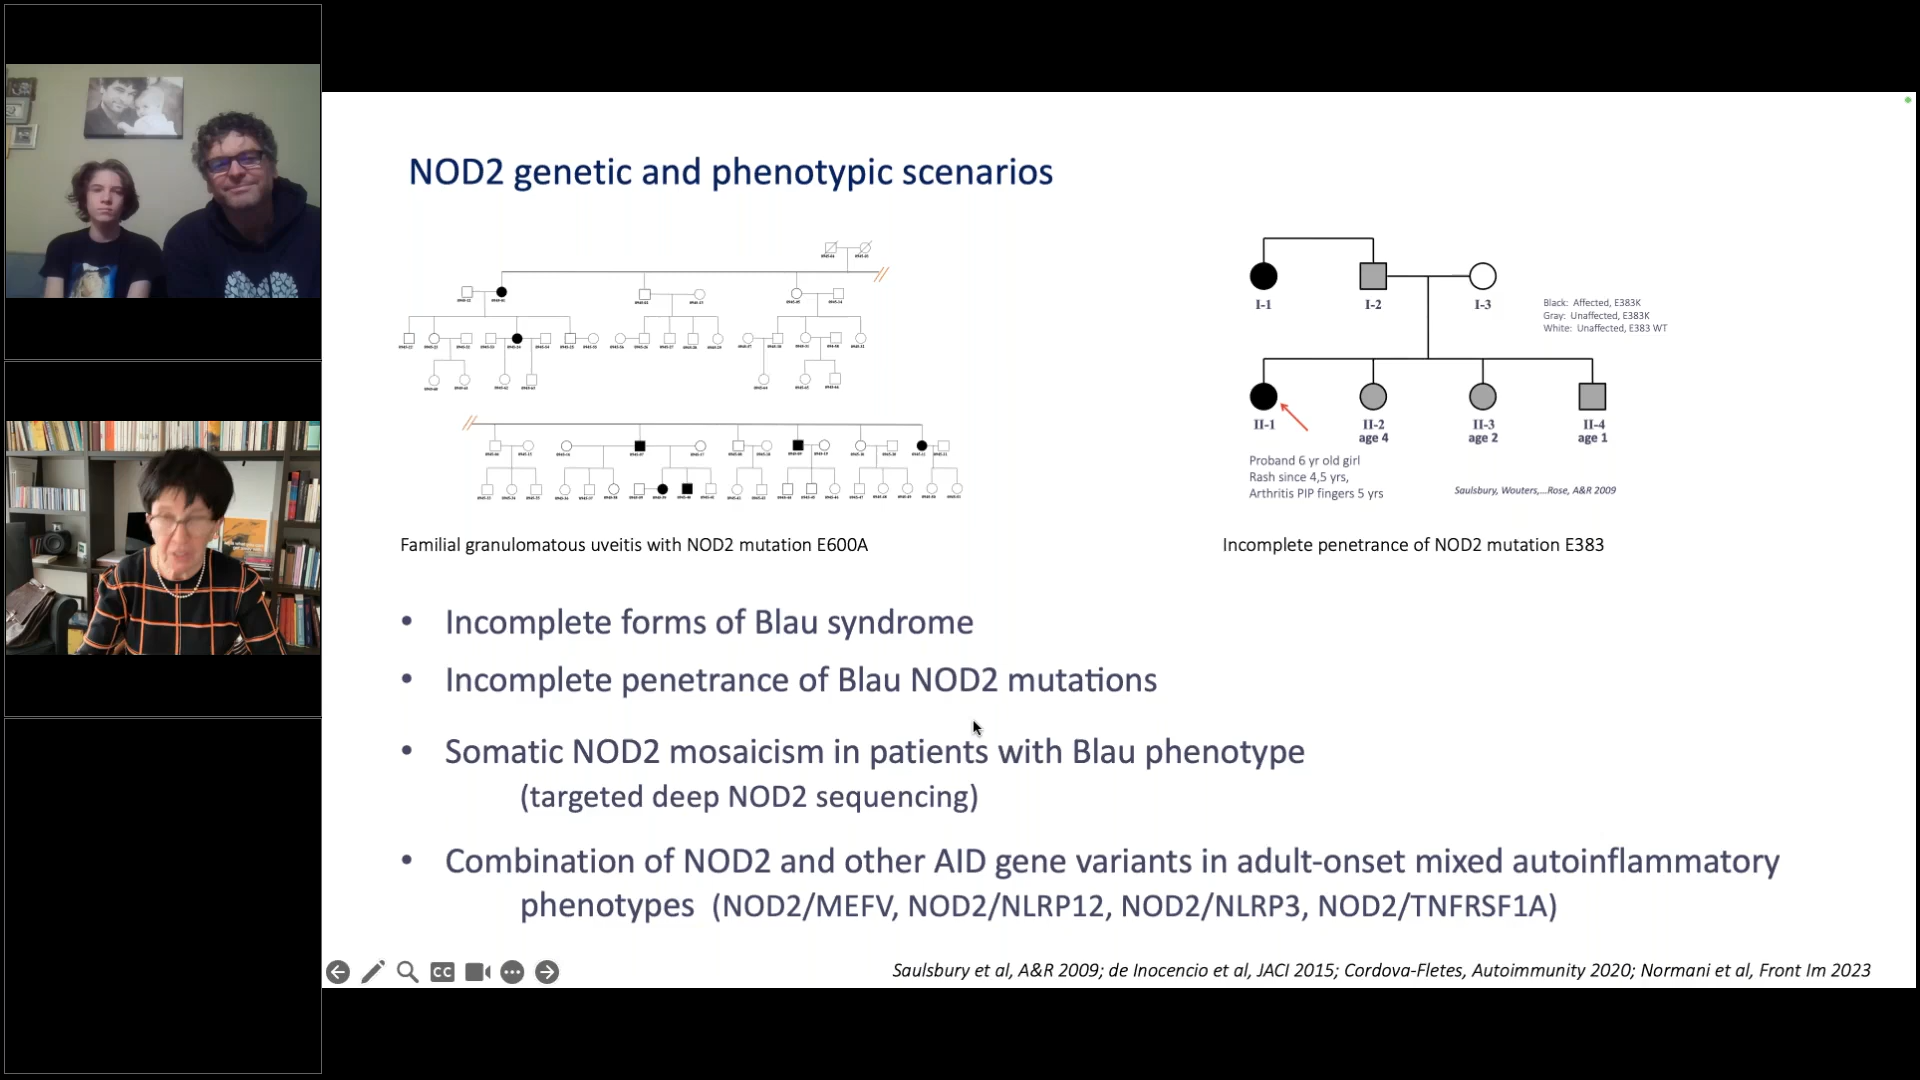 NOD2 genetic and phenotypic scenarios
I-1
I-2
I-3
Black: Affected, E383K
Gray: Unaffected, E383K
White: Unaffected, E383 WT
II-1
II-2
age 4
II-3
age 2
II-4
age 1
Proband 6 yr old girl
Rash since 4,5 yrs,
Arthritis PIP fingers 5 yrs
Saulsbury, Wouters,...Rose, A&R 2009
Familial granulomatous uveitis with NOD2 mutation E600A
Incomplete penetrance of NOD2 mutation E383
• Incomplete forms of Blau syndrome
• Incomplete penetrance of Blau NOD2 mutations
• Somatic NOD2 mosaicism in patients with Blau phenotype
(targeted deep NOD2 sequencing)
• Combination of NOD2 and other AID gene variants in adult-onset mixed autoinflammatory
phenotypes (NOD2/MEFV, NOD2/NLRP12, NOD2/NLRP3, NOD2/TNFRSF1A)
CC
Saulsbury et al, A&R 2009; de Inocencio et al, JACI 2015; Cordova-Fletes, Autoimmunity 2020; Normani et al, Front Im 2023